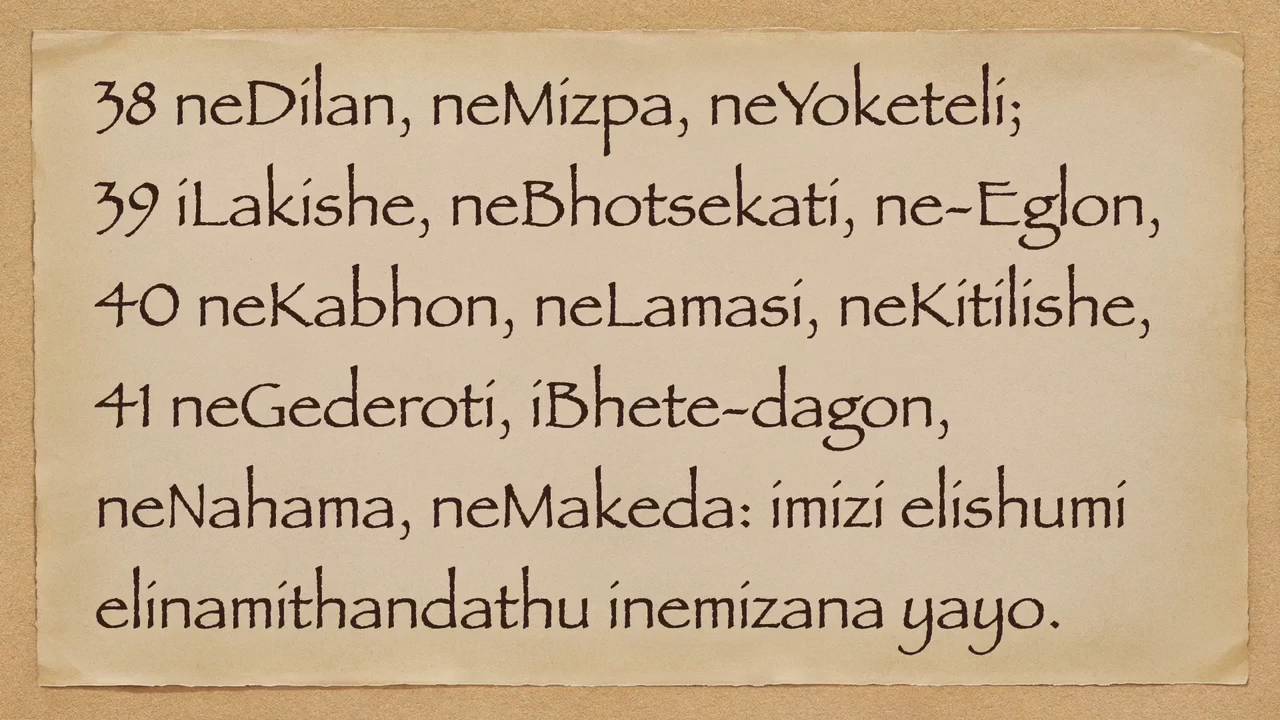 38 neDilan, neMizpa, neYoketeli;
39 iLakishe, neBhotsekati, ne-Eglon,
40 neKabhon, neLamasi, neKitilishe,
41 neGederoti, iBhete-dagon,
neNahama, neMakeda: imizi elishumi
elinamithandathu inemizana yayo.